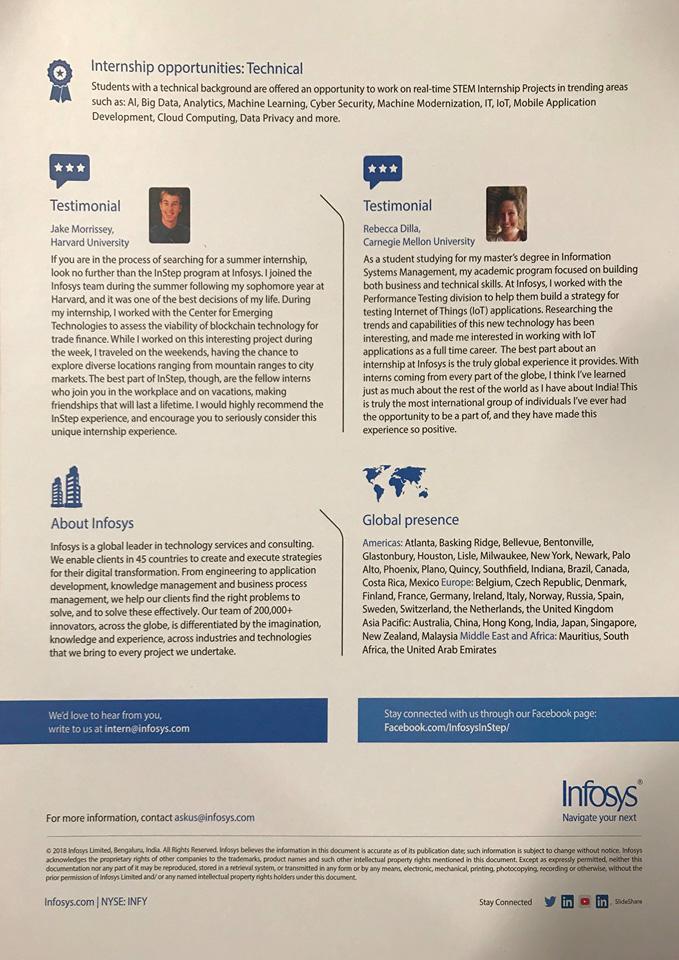 Internship opportunities: Technical
Students with a technical background are offered an opportunity to work on real-time STEM Internship Projects in trending areas
such as: AI, Big Data, Analytics, Machine Learning, Cyber Security, Machine Modernization, IT, IoT, Mobile Application
Development, Cloud Computing, Data Privacy and more.
Testimonial
Jake Morrissey,
Harvard University
If you are in the process of searching for a summer internship,
look no further than the InStep program at Infosys. I joined the
Infosys team during the summer following my sophomore year at
Harvard, and it was one of the best decisions of my life. During
my internship, I worked with the Center for Emerging
Technologies to assess the viability of blockchain technology for
trade finance. While I worked on this interesting project during
the week, I traveled on the weekends, having the chance to
explore diverse locations ranging from mountain ranges to city
markets. The best part of InStep, though, are the fellow interns
who join you in the workplace and on vacations, making
friendships that will last a lifetime. I would highly recommend the
InStep experience, and encourage you to seriously consider this
unique internship experience.
Testimonial
Rebecca Dilla,
Carnegie Mellon University
As a student studying for my master's degree in Information
Systems Management, my academic program focused on building
both business and technical skills. At Infosys, I worked with the
Performance Testing division to help them build a strategy for
testing Internet of Things (IoT) applications. Researching the
trends and capabilities of this new technology has been
interesting, and made me interested in working with IoT
applications as a full time career. The best part about an
internship at Infosys is the truly global experience it provides. With
interns coming from every part of the globe, I think I've learned
just as much about the rest of the world as I have about India! This
is truly the most international group of individuals I've ever had
the opportunity to be a part of, and they have made this
experience so positive.
About Infosys
Infosys is a global leader in technology services and consulting.
We enable clients in 45 countries to create and execute strategies
for their digital transformation. From engineering to application
development, knowledge management and business process
management, we help our clients find the right problems to
solve, and to solve these effectively. Our team of 200,000+
innovators, across the globe, is differentiated by the imagination,
knowledge and experience, across industries and technologies
that we bring to every project we undertake.
Global presence
Americas: Atlanta, Basking Ridge, Bellevue, Bentonville,
Glastonbury, Houston, Lisle, Milwaukee, New York, Newark, Palo
Alto, Phoenix, Plano, Quincy, Southfield, Indiana, Brazil, Canada,
Costa Rica, Mexico Europe: Belgium, Czech Republic, Denmark,
Finland, France, Germany, Ireland, Italy, Norway, Russia, Spain,
Sweden, Switzerland, the Netherlands, the United Kingdom
Asia Pacific: Australia, China, Hong Kong, India, Japan, Singapore,
New Zealand, Malaysia Middle East and Africa: Mauritius, South
Africa, the United Arab Emirates
We'd love to hear from you,
write to us at intern@infosys.com
Stay connected with us through our Facebook page:
Facebook.com/InfosysInStep/
Infosys®
Navigate your next
For more information, contact askus@infosys.com
© 2018 Infosys Limited, Bengaluru, India. All Rights Reserved. Infosys believes the information in this document is accurate as of its publication date; such information is subject to change without notice. Infosys
acknowledges the proprietary rights of other companies to the trademarks, product names and such other intellectual property rights mentioned in this document. Except as expressly permitted, neither this
documentation nor any part of it may be reproduced, stored in a retrieval system, or transmitted in any form or by any means, electronic, mechanical, printing, photocopying, recording or otherwise, without the
prior permission of Infosys Limited and/ or any named intellectual property rights holders under this document.
Infosys.com | NYSE: INFY
Stay Connected
SlideShare